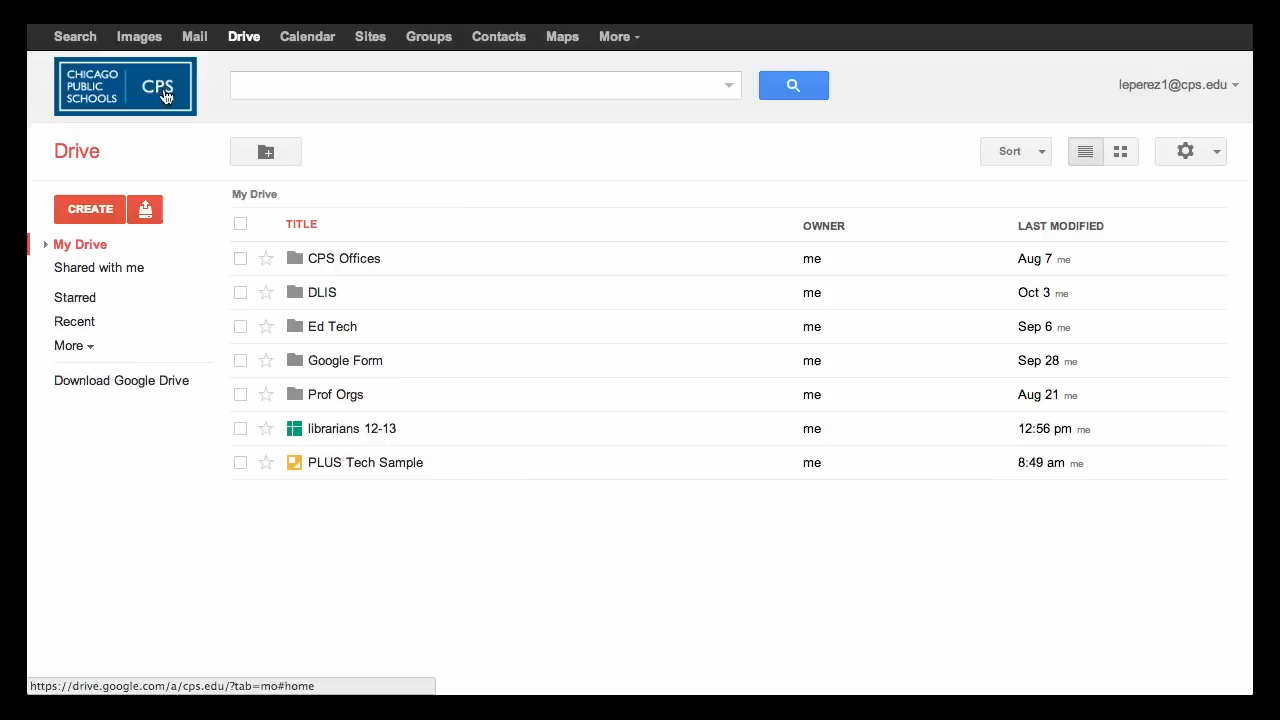 Search Images Mail Drive Calendar Sites Groups Contacts Maps More
CHICAGO
PUBLIC
SCHOOLS
CPS
leperez1@cps.edu
Drive
Sort
My Drive
CREATE
TITLE OWNER LAST MODIFIED
My Drive
Shared with me
Starred
Recent
More
Download Google Drive
CPS Offices me Aug 7 me
DLIS me Oct 3 me
Ed Tech me Sep 6 me
Google Form me Sep 28 me
Prof Orgs me Aug 21 me
librarians 12-13 me 12:56 pm me
PLUS Tech Sample me 8:49 am me
https://drive.google.com/a/cps.edu/?tab=mo#home